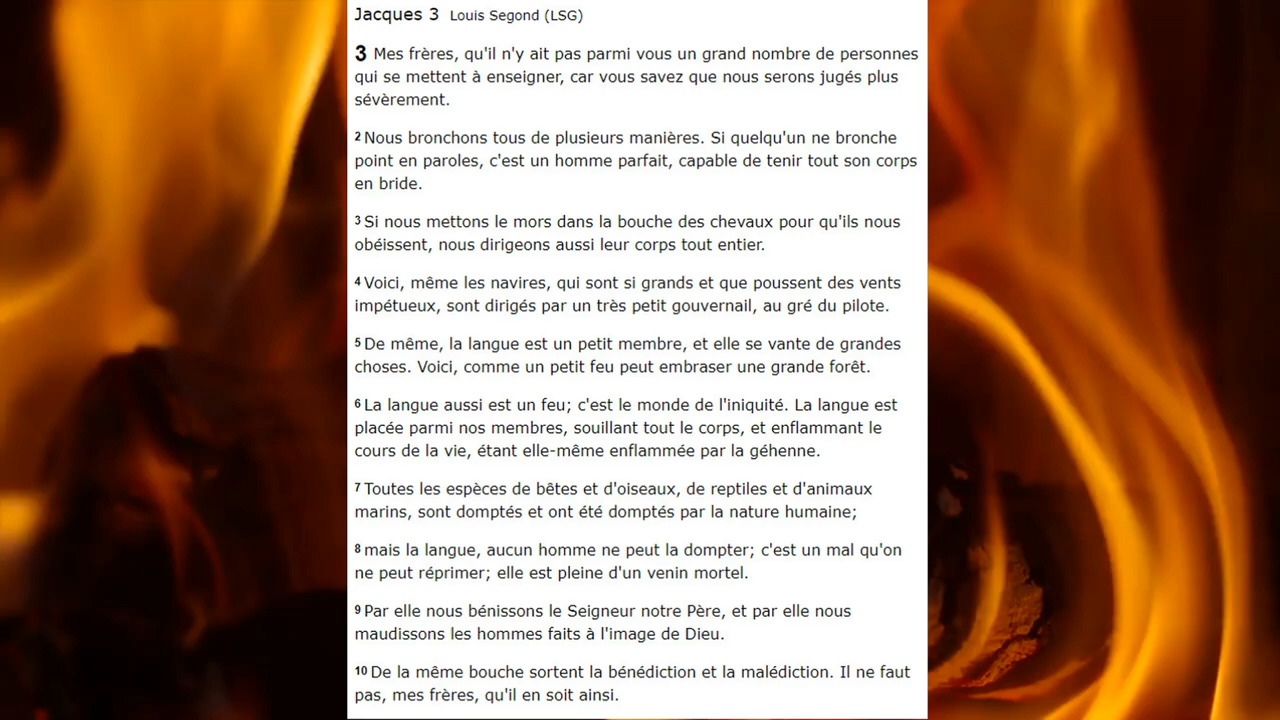 Jacques 3 Louis Segond (LSG)
3 Mes frères, qu'il n'y ait pas parmi vous un grand nombre de personnes
qui se mettent à enseigner, car vous savez que nous serons jugés plus
sévèrement.
2 Nous bronchons tous de plusieurs manières. Si quelqu'un ne bronche
point en paroles, c'est un homme parfait, capable de tenir tout son corps
en bride.
3 Si nous mettons le mors dans la bouche des chevaux pour qu'ils nous
obéissent, nous dirigeons aussi leur corps tout entier.
4 Voici, même les navires, qui sont si grands et que poussent des vents
impétueux, sont dirigés par un très petit gouvernail, au gré du pilote.
5 De même, la langue est un petit membre, et elle se vante de grandes
choses. Voici, comme un petit feu peut embraser une grande forêt.
6 La langue aussi est un feu; c'est le monde de l'iniquité. La langue est
placée parmi nos membres, souillant tout le corps, et enflammant le
cours de la vie, étant elle-même enflammée par la géhenne.
7 Toutes les espèces de bêtes et d'oiseaux, de reptiles et d'animaux
marins, sont domptés et ont été domptés par la nature humaine;
8 mais la langue, aucun homme ne peut la dompter; c'est un mal qu'on
ne peut réprimer; elle est pleine d'un venin mortel.
9 Par elle nous bénissons le Seigneur notre Père, et par elle nous
maudissons les hommes faits à l'image de Dieu.
10 De la même bouche sortent la bénédiction et la malédiction. Il ne faut
pas, mes frères, qu'il en soit ainsi.